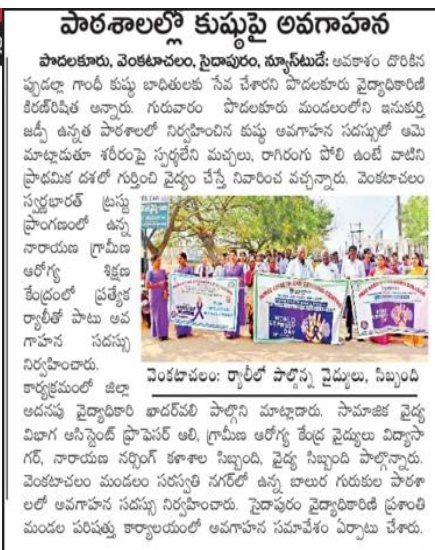 పాఠశాలల్లో కుష్ఠుపై అవగాహన
పొదలకూరు, వెంకటాచలం, సైదాపురం, న్యూస్‌టుడే: అవకాశం దొరికిన
ప్పుడల్లా గాంధీ కుష్ఠు బాధితులకు సేవ చేశారని పొదలకూరు వైద్యాధికారిణి
కిరణ్‌రిషిత అన్నారు. గురువారం పొదలకూరు మండలంలోని ఇనుకుర్తి
జడ్పీ ఉన్నత పాఠశాలలో నిర్వహించిన కుష్ఠు అవగాహన సదస్సులో ఆమె
మాట్లాడుతూ శరీరంపై స్పర్శలేని మచ్చలు, రాగిరంగు పోలి ఉంటే వాటిని
ప్రాథమిక దశలో గుర్తించి వైద్యం చేస్తే నివారించ వచ్చన్నారు. వెంకటాచలం
స్వర్ణభారత్ ట్రస్టు
ప్రాంగణంలో ఉన్న
నారాయణ గ్రామీణ
ఆరోగ్య శిక్షణ
కేంద్రంలో ప్రత్యేక
ర్యాలీతో పాటు అవ
గాహన సదస్సు
నిర్వహించారు.
కార్యక్రమంలో జిల్లా
వెంకటాచలం: ర్యాలీలో పాల్గొన్న వైద్యులు, సిబ్బంది
అదనపు వైద్యాధికారి ఖాదర్‌వలి పాల్గొని మాట్లాడారు. సామాజిక వైద్య
విభాగ అసిస్టెంట్ ప్రొఫెసర్ ఆలి, గ్రామీణ ఆరోగ్య కేంద్ర వైద్యులు విద్యాసా
గర్, నారాయణ నర్సింగ్ కళాశాల సిబ్బంది, వైద్య సిబ్బంది పాల్గొన్నారు.
వెంకటాచలం మండలం సరస్వతి నగర్‌లో ఉన్న బాలుర గురుకుల పాఠశా
లలో అవగాహన సదస్సు నిర్వహించారు. సైదాపురం వైద్యాధికారిణి ప్రశాంతి
మండల పరిషత్తు కార్యాలయంలో అవగాహన సమావేశం ఏర్పాటు చేశారు.